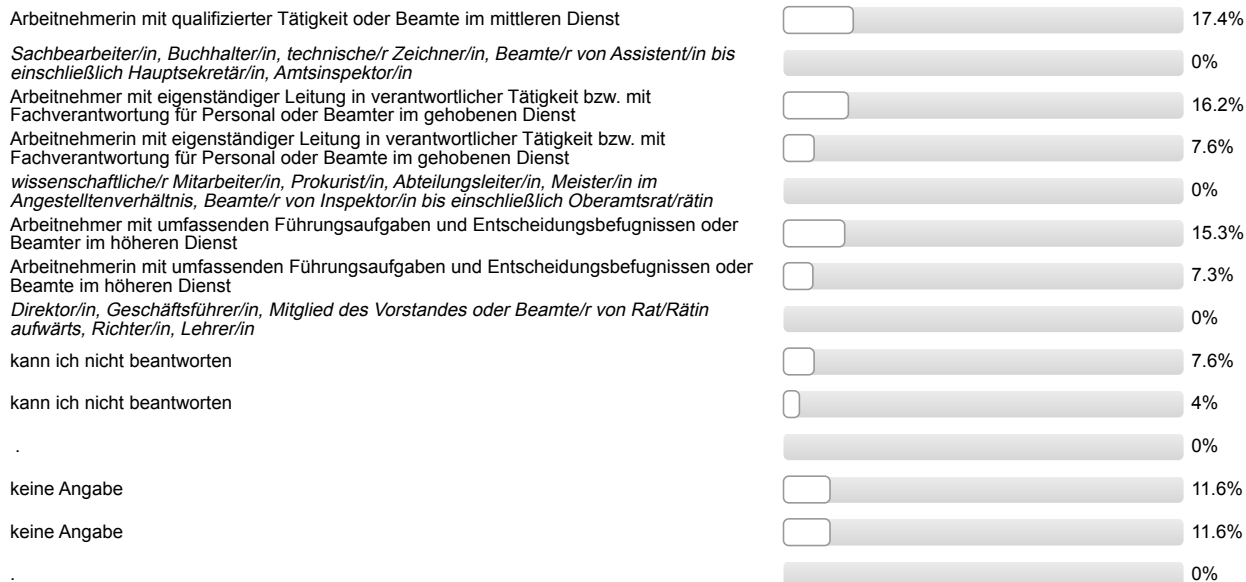 Arbeitnehmerin mit qualifizierter Tätigkeit oder Beamte im mittleren Dienst 17.4%
Sachbearbeiter/in, Buchhalter/in, technische/r Zeichner/in, Beamte/r von Assistent/in bis
einschließlich Hauptsekretär/in, Amtsinspektor/in 0%
Arbeitnehmer mit eigenständiger Leitung in verantwortlicher Tätigkeit bzw. mit
Fachverantwortung für Personal oder Beamter im gehobenen Dienst 16.2%
Arbeitnehmerin mit eigenständiger Leitung in verantwortlicher Tätigkeit bzw. mit
Fachverantwortung für Personal oder Beamte im gehobenen Dienst 7.6%
wissenschaftliche/r Mitarbeiter/in, Prokurist/in, Abteilungsleiter/in, Meister/in im
Angestelltenverhältnis, Beamte/r von Inspektor/in bis einschließlich Oberamtsrat/rätin 0%
Arbeitnehmer mit umfassenden Führungsaufgaben und Entscheidungsbefugnissen oder
Beamter im höheren Dienst 15.3%
Arbeitnehmerin mit umfassenden Führungsaufgaben und Entscheidungsbefugnissen oder
Beamte im höheren Dienst 7.3%
Direktor/in, Geschäftsführer/in, Mitglied des Vorstandes oder Beamte/r von Rat/Rätin
aufwärts, Richter/in, Lehrer/in 0%
kann ich nicht beantworten 7.6%
kann ich nicht beantworten 4%
. 0%
keine Angabe 11.6%
keine Angabe 11.6%
. 0%